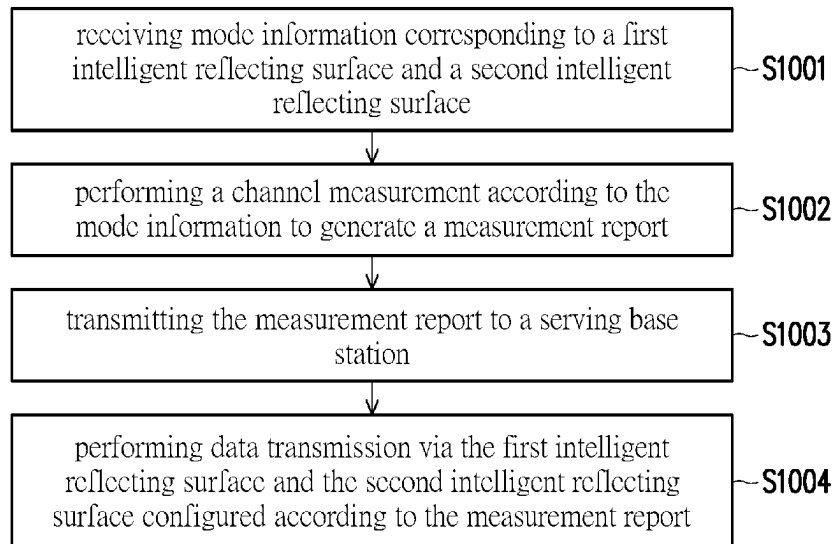 receiving mode information corresponding to a first
intelligent reflecting surface and a second intelligent
reflecting surface
S1001
performing a channel measurement according to the
mode information to generate a measurement report
S1002
transmitting the measurement report to a serving base
station
S1003
performing data transmission via the first intelligent
reflecting surface and the second intelligent reflecting
surface configured according to the measurement report
S1004